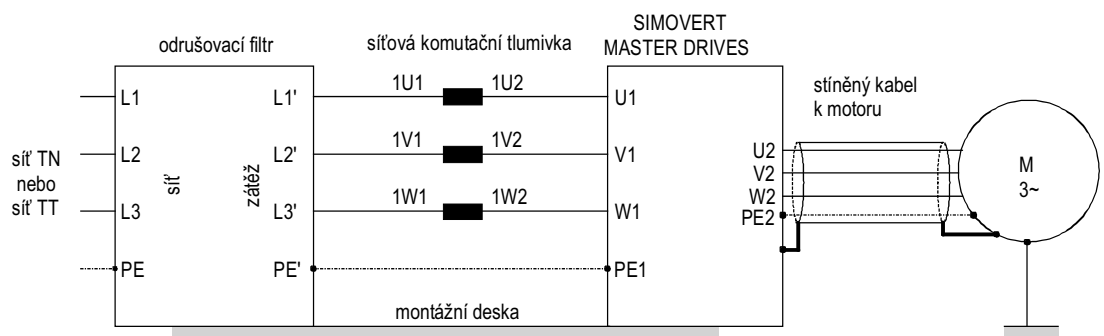 SIMOVERT
MASTER DRIVES
odrušovací filtr
síťová komutační tlumivka
stíněný kabel
k motoru
síť TN
nebo
síť TT
L1
L2
L3
PE
síť
zátěž
L1'
L2'
L3'
PE'
1U1
1U2
1V1
1V2
1W1
1W2
U1
V1
W1
PE1
U2
V2
W2
PE2
M
3~
montážní deska